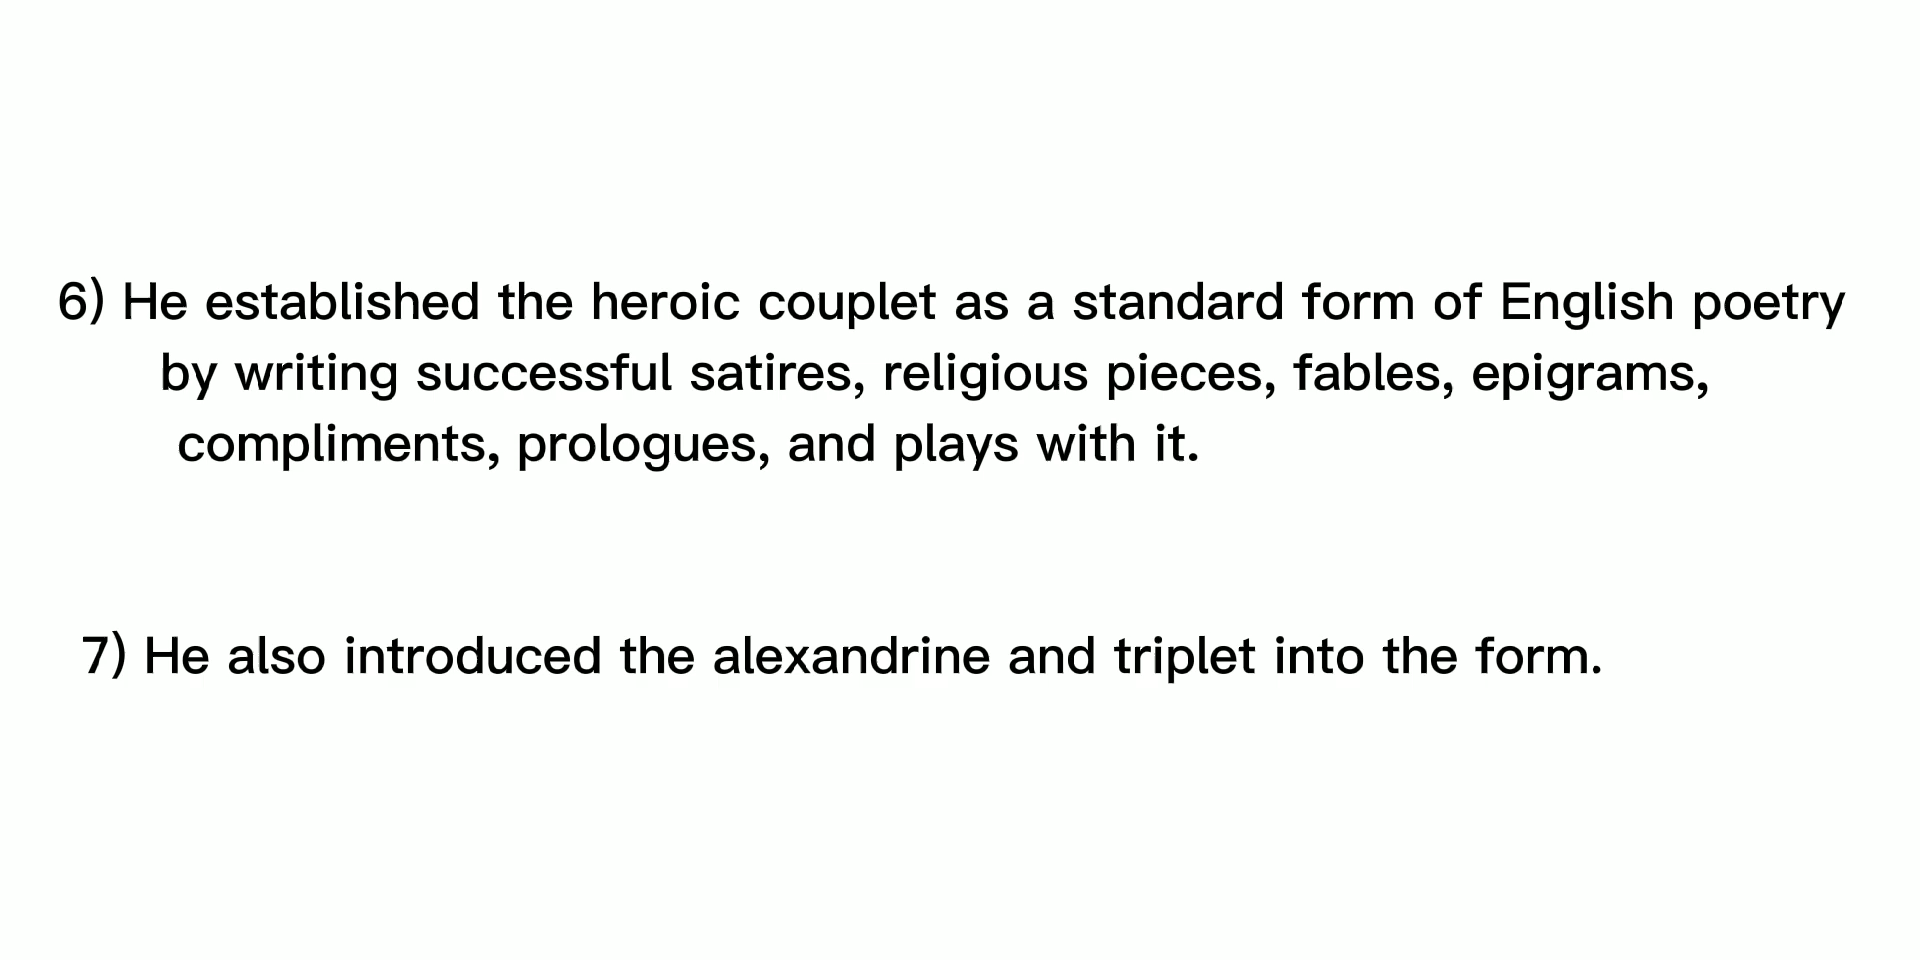 6) He established the heroic couplet as a standard form of English poetry
by writing successful satires, religious pieces, fables, epigrams,
compliments, prologues, and plays with it.
7) He also introduced the alexandrine and triplet into the form.